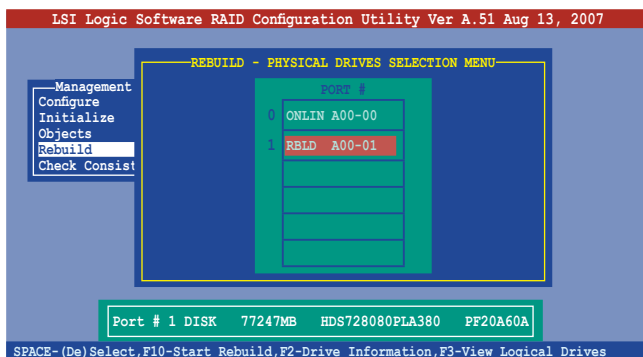 LSI Logic Software RAID Configuration Utility Ver A.51 Aug 13, 2007
REBUILD - PHYSICAL DRIVES SELECTION MENU
Management
Configure
Initialize
Objects
Rebuild
Check Consist
PORT #
0 ONLIN A00-00
1 RBLD A00-01
Port # 1 DISK 77247MB HDS728080PLA380 PF20A60A
SPACE-(De)Select,F10-Start Rebuild,F2-Drive Information,F3-View Logical Drives